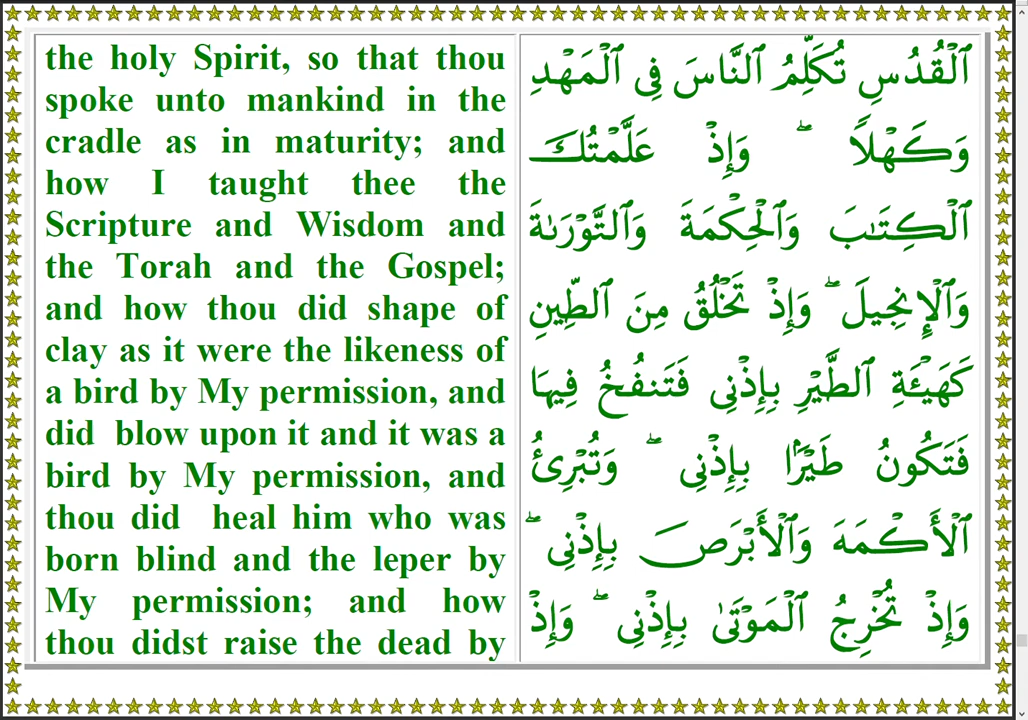 the holy Spirit, so that thou
spoke unto mankind in the
cradle as in maturity; and
how I taught thee the
Scripture and Wisdom and
the Torah and the Gospel;
and how thou did shape of
clay as it were the likeness of
a bird by My permission, and
did blow upon it and it was a
bird by My permission, and
thou did heal him who was
born blind and the leper by
My permission; and how
thou didst raise the dead by
ٱلْقُدُسِ تُكَلِّمُ ٱلنَّاسَ فِى ٱلْمَهْدِ
وَكَهْلًا ۖ وَإِذْ عَلَّمْتُكَ
ٱلْكِتَٰبَ وَٱلْحِكْمَةَ وَٱلتَّوْرَىٰةَ
وَٱلْإِنجِيلَ ۖ وَإِذْ تَخْلُقُ مِنَ ٱلطِّينِ
كَهَيْـَٔةِ ٱلطَّيْرِ بِإِذْنِى فَتَنفُخُ فِيهَا
فَتَكُونُ طَيْرًۢا بِإِذْنِى ۖ وَتُبْرِئُ
ٱلْأَكْمَهَ وَٱلْأَبْرَصَ بِإِذْنِى ۖ
وَإِذْ تُخْرِجُ ٱلْمَوْتَىٰ بِإِذْنِى ۖ وَإِذْ